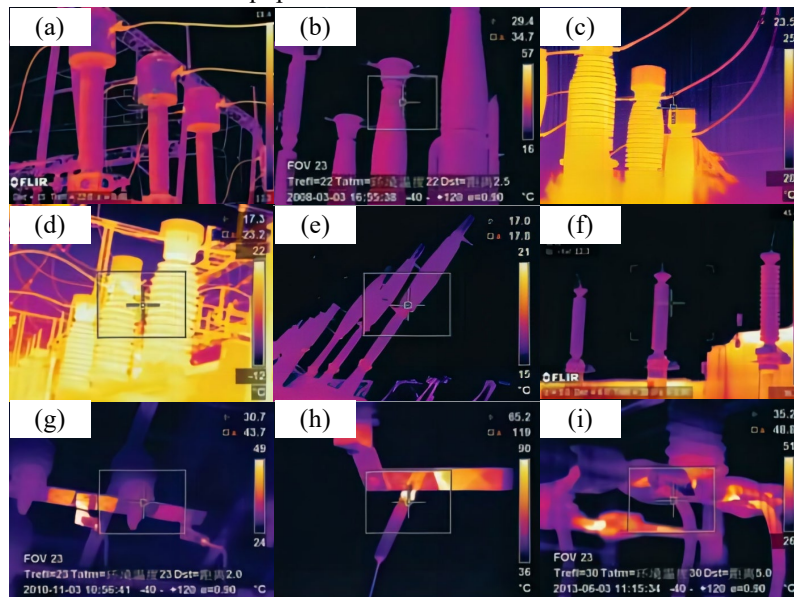 (a)
FLIR
(b)
29.4
34.7
57
16
FOV 23
Trefl=22 Tatm=环境温度22 Dst=距离2.5
2008-03-03 16:55:38 -40 - +120 e=0.90 °C
(c)
23.5
25
20
°C
(d)
17.3
23.2
22
-12
°C
(e)
17.0
17.8
21
15
°C
(f)
41
FLIR
(g)
30.7
43.7
49
24
FOV 23
Trefl=23 Tatm=环境温度23 Dst=距离2.0
2010-11-03 10:56:41 -40 - +120 e=0.90 °C
(h)
65.2
119
90
36
°C
(i)
35.2
48.8
51
26
FOV 23
Trefl=30 Tatm=环境温度30 Dst=距离5.0
2013-06-03 11:15:34 -40 - +120 e=0.90 °C